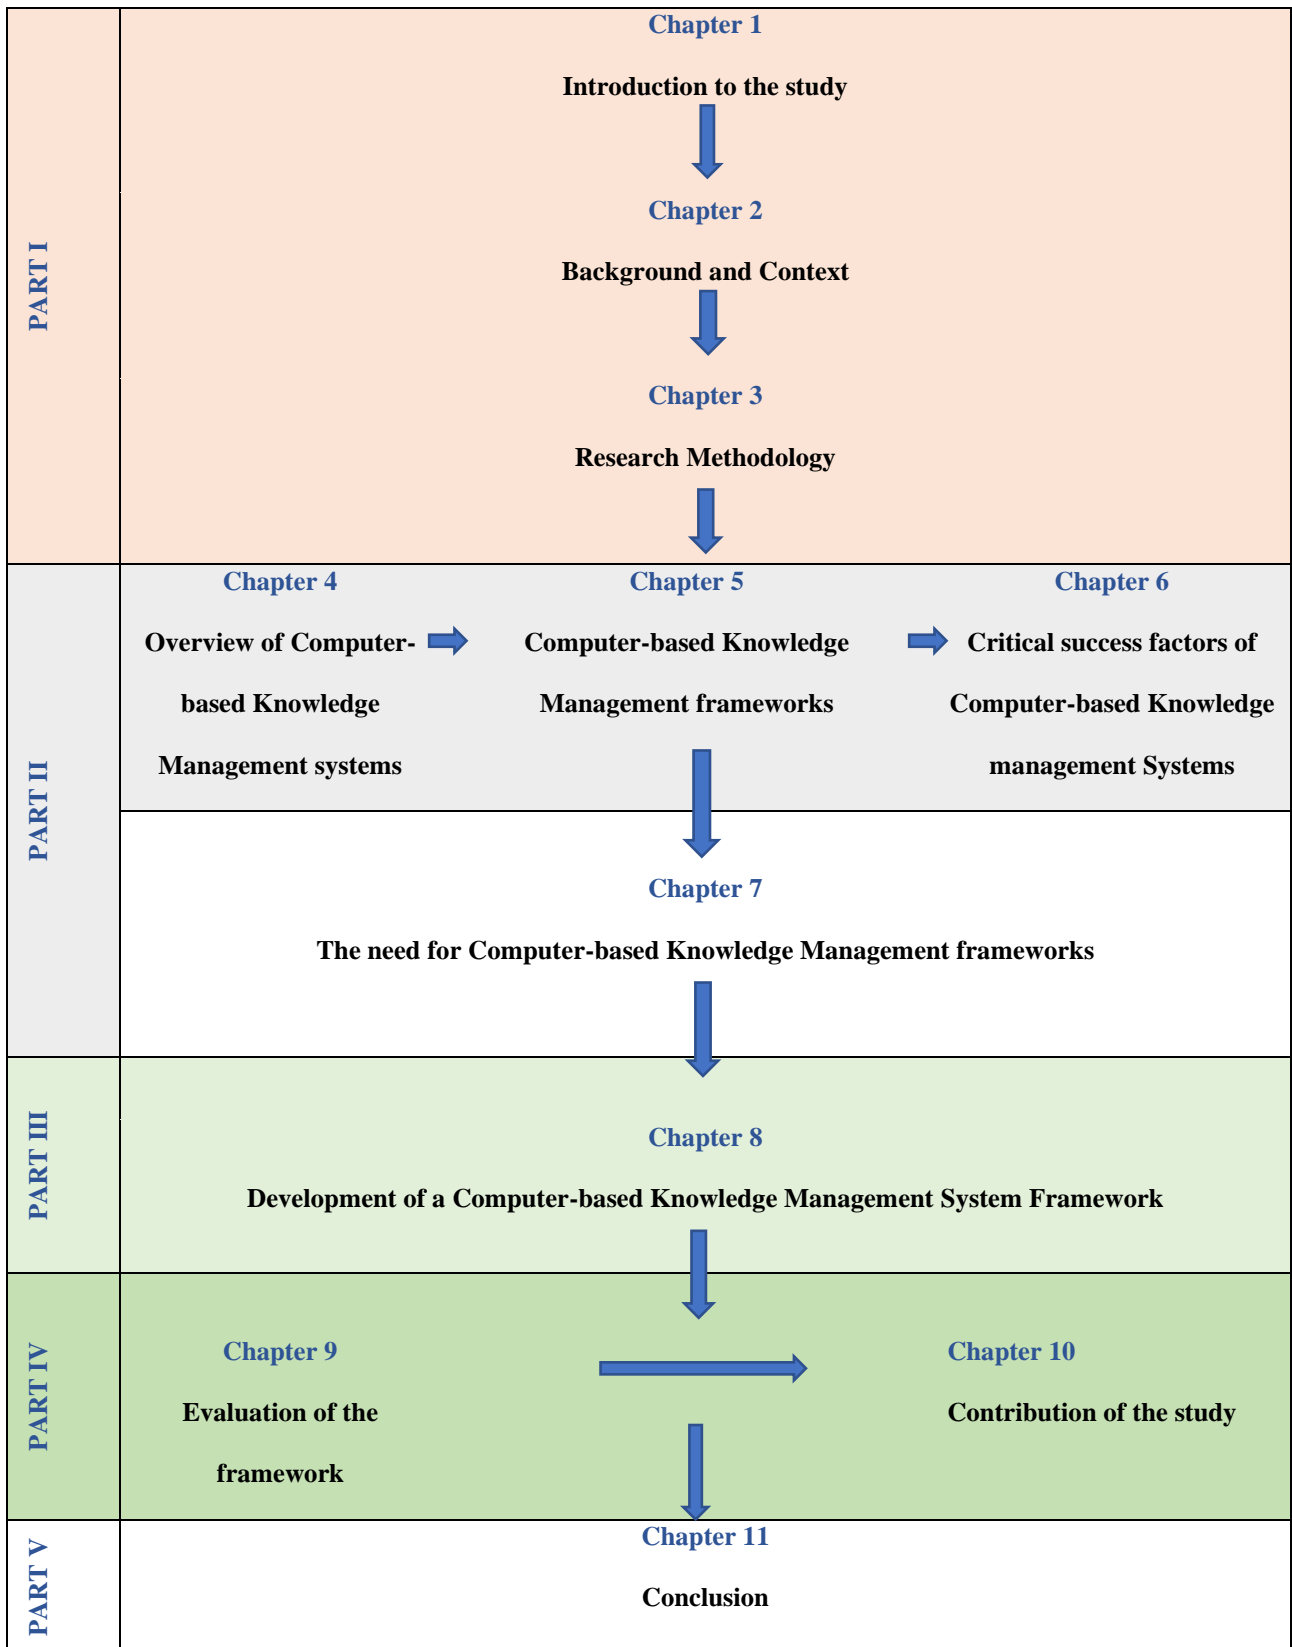 PART I
Chapter 1
Introduction to the study
Chapter 2
Background and Context
Chapter 3
Research Methodology
PART II
Chapter 4
Overview of Computer-
based Knowledge
Management systems
Chapter 5
Computer-based Knowledge
Management frameworks
Chapter 6
Critical success factors of
Computer-based Knowledge
management Systems
Chapter 7
The need for Computer-based Knowledge Management frameworks
PART III
Chapter 8
Development of a Computer-based Knowledge Management System Framework
PART IV
Chapter 9
Evaluation of the
framework
Chapter 10
Contribution of the study
PART V
Chapter 11
Conclusion